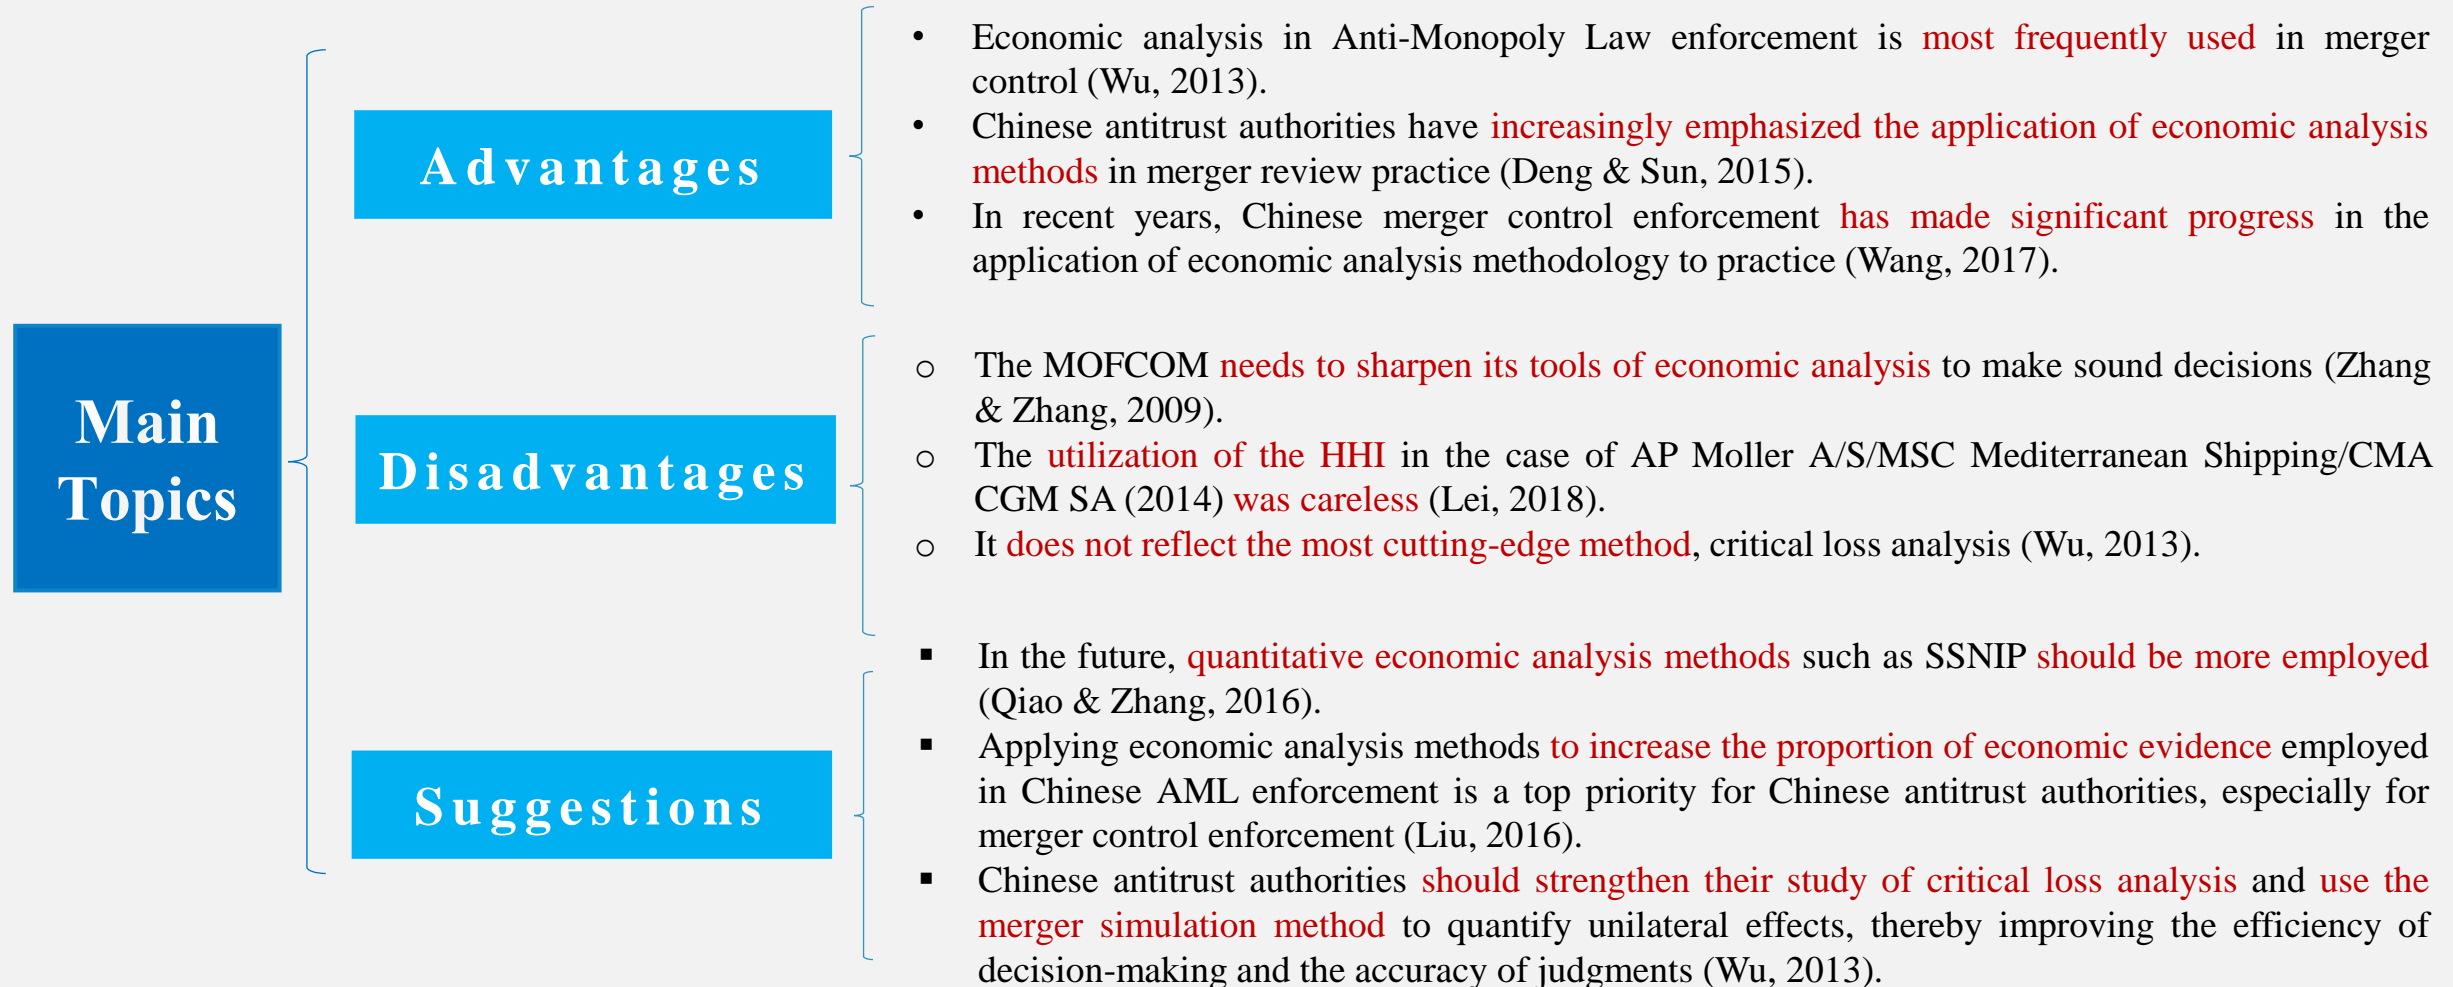 Main
Topics
Advantages
• Economic analysis in Anti-Monopoly Law enforcement is most frequently used in merger
control (Wu, 2013).
• Chinese antitrust authorities have increasingly emphasized the application of economic analysis
methods in merger review practice (Deng & Sun, 2015).
• In recent years, Chinese merger control enforcement has made significant progress in the
application of economic analysis methodology to practice (Wang, 2017).
Disadvantages
o The MOFCOM needs to sharpen its tools of economic analysis to make sound decisions (Zhang
& Zhang, 2009).
o The utilization of the HHI in the case of AP Moller A/S/MSC Mediterranean Shipping/CMA
CGM SA (2014) was careless (Lei, 2018).
o It does not reflect the most cutting-edge method, critical loss analysis (Wu, 2013).
Suggestions
▪ In the future, quantitative economic analysis methods such as SSNIP should be more employed
(Qiao & Zhang, 2016).
▪ Applying economic analysis methods to increase the proportion of economic evidence employed
in Chinese AML enforcement is a top priority for Chinese antitrust authorities, especially for
merger control enforcement (Liu, 2016).
▪ Chinese antitrust authorities should strengthen their study of critical loss analysis and use the
merger simulation method to quantify unilateral effects, thereby improving the efficiency of
decision-making and the accuracy of judgments (Wu, 2013).